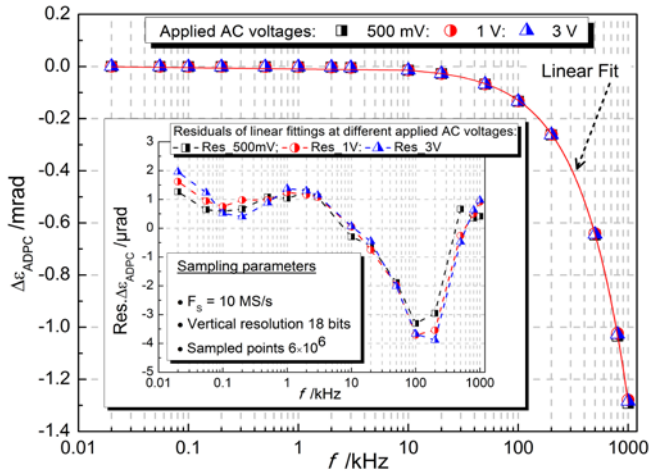 Applied AC voltages: 500 mV: 1 V: 3 V
Linear Fit
Δε_ADPC /mrad
0.2
0.0
-0.2
-0.4
-0.6
-0.8
-1.0
-1.2
-1.4
Residuals of linear fittings at different applied AC voltages:
Res_500mV; Res_1V; Res_3V
Res.Δε_ADPC /μrad
4
3
2
1
0
-1
-2
-3
-4
-5
Sampling parameters
• F_S = 10 MS/s
• Vertical resolution 18 bits
• Sampled points 6×10^6
0.01 0.1 1 10 100 1000
f /kHz
0.01 0.1 1 10 100 1000
f /kHz